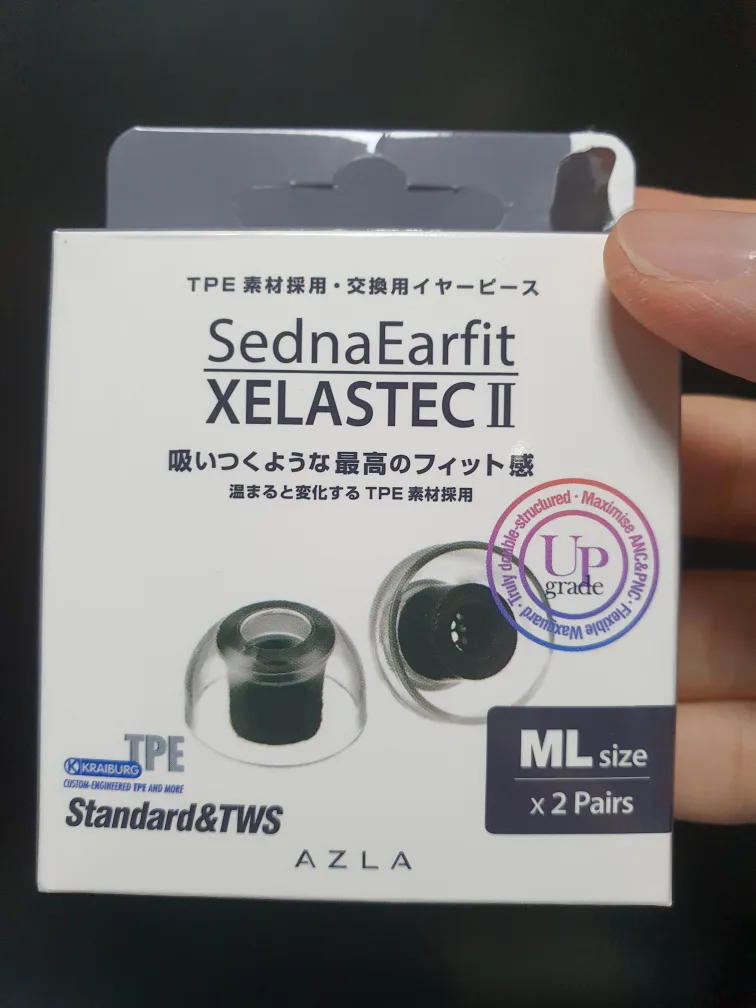 TPE 素材採用・交換用イヤーピース
SednaEarfit
XELASTEC II
吸いつくような最高のフィット感
温まると変化する TPE 素材採用
Truly double-structured · Maximise ANC&PNC · Flexible Waxguard ·
UP
grade
ML size
x 2 Pairs
TPE
K KRAIBURG
CUSTOM-ENGINEERED TPE AND MORE
Standard&TWS
AZLA